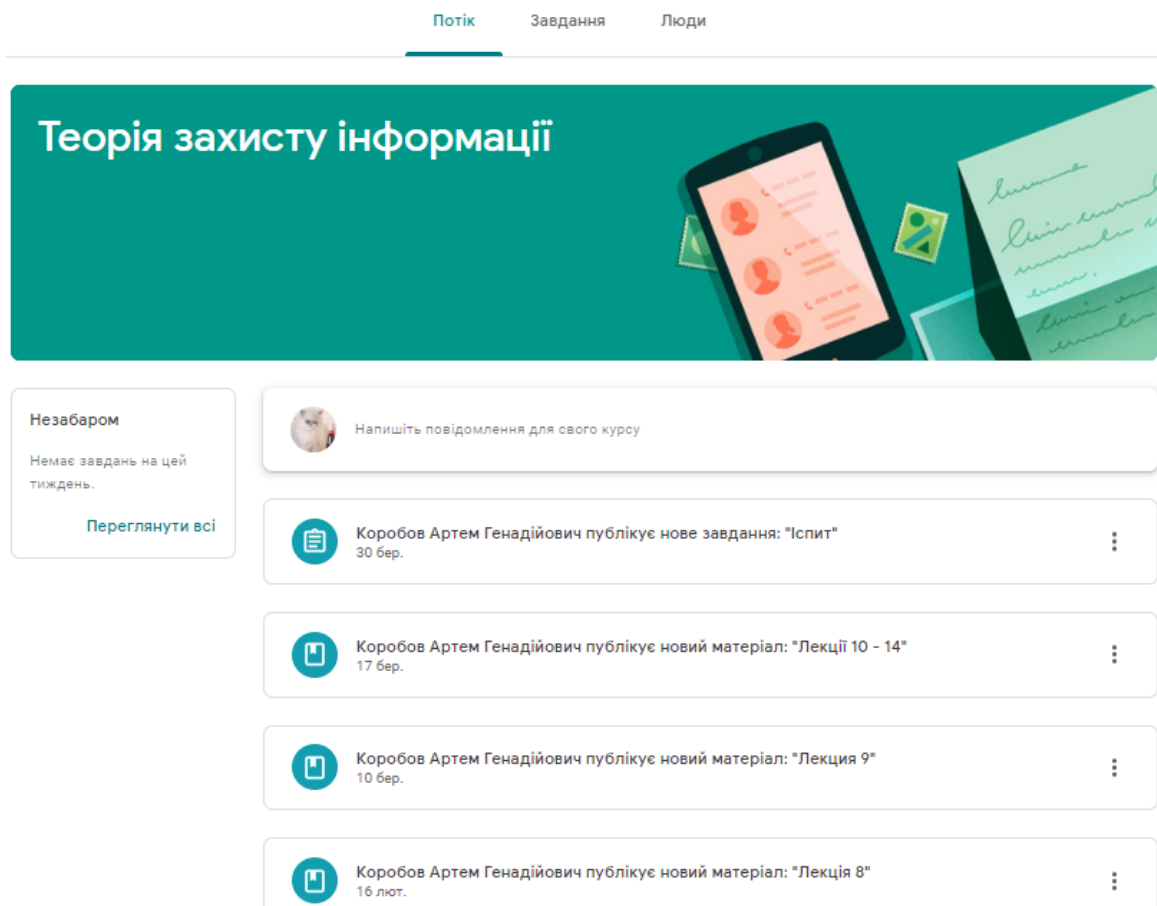 Потік Завдання Люди
Теорія захисту інформації
Незабаром
Немає завдань на цей
тиждень.
Переглянути всі
Напишіть повідомлення для свого курсу
Коробов Артем Генадійович публікує нове завдання: "Іспит"
30 бер.
Коробов Артем Генадійович публікує новий матеріал: "Лекції 10 - 14"
17 бер.
Коробов Артем Генадійович публікує новий матеріал: "Лекция 9"
10 бер.
Коробов Артем Генадійович публікує новий матеріал: "Лекція 8"
16 лют.